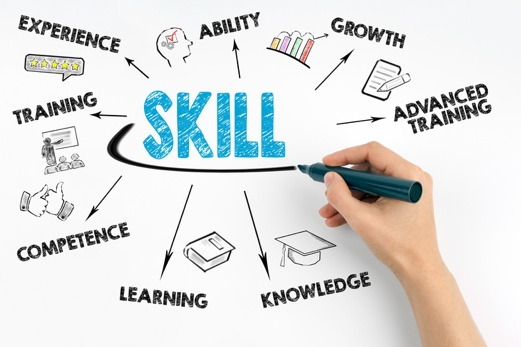 EXPERIENCE
ABILITY
GROWTH
TRAINING
SKILL
ADVANCED
TRAINING
COMPETENCE
LEARNING
KNOWLEDGE